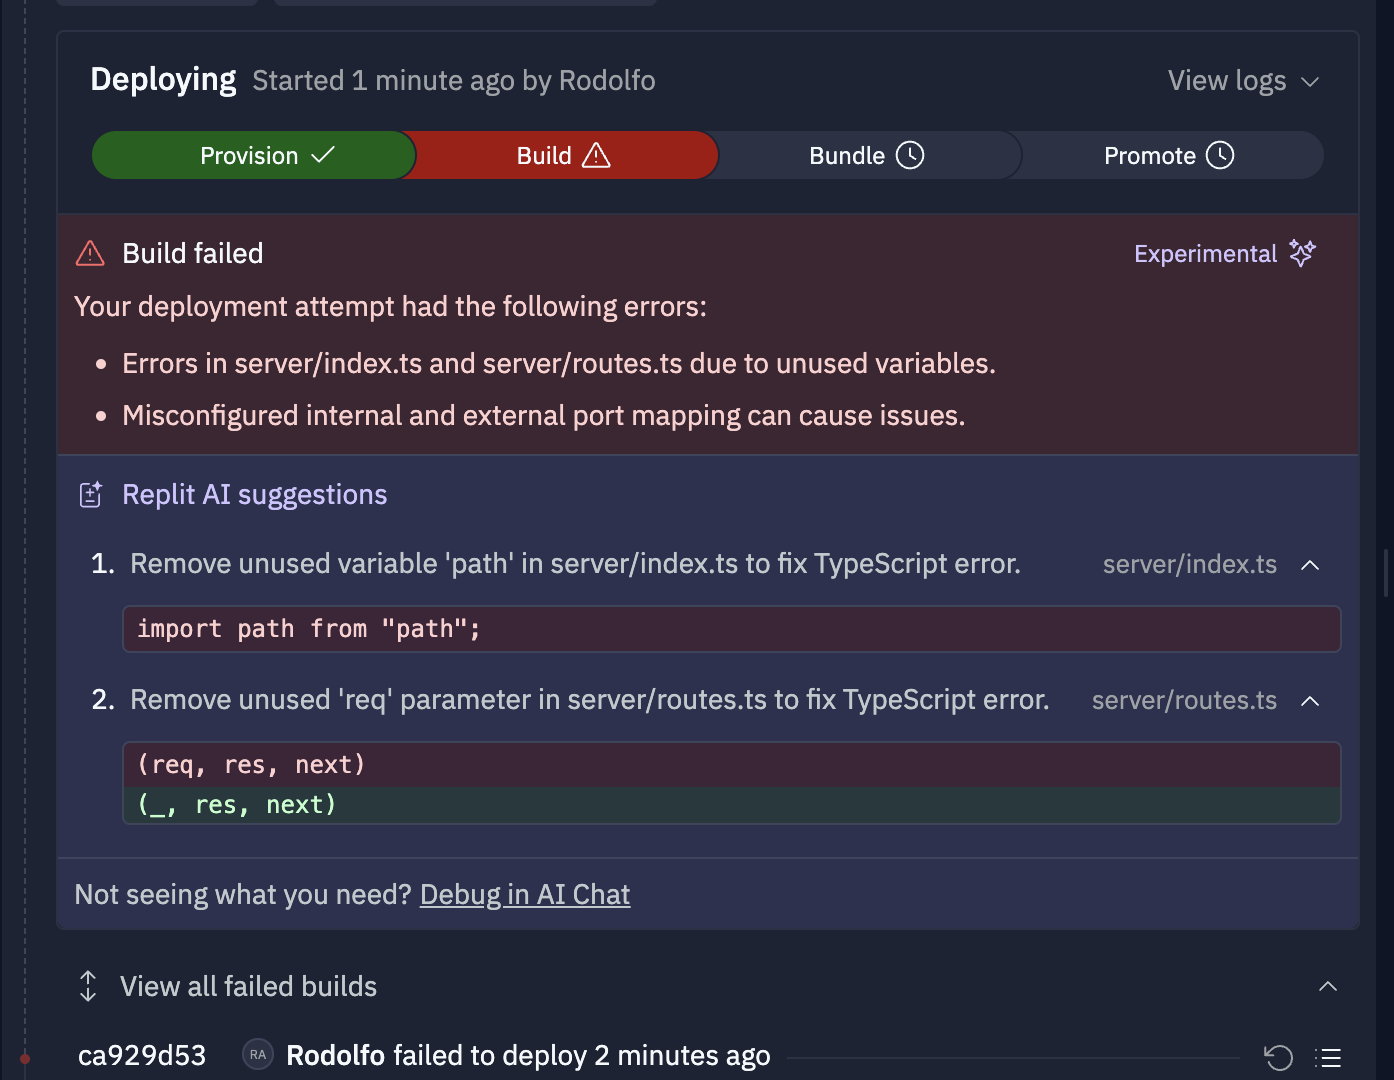 Deploying Started 1 minute ago by Rodolfo View logs
Provision Build Bundle Promote
Build failed Experimental
Your deployment attempt had the following errors:
• Errors in server/index.ts and server/routes.ts due to unused variables.
• Misconfigured internal and external port mapping can cause issues.
Replit AI suggestions
1. Remove unused variable 'path' in server/index.ts to fix TypeScript error. server/index.ts
import path from "path";
2. Remove unused 'req' parameter in server/routes.ts to fix TypeScript error. server/routes.ts
(req, res, next)
(_, res, next)
Not seeing what you need? Debug in AI Chat
View all failed builds
ca929d53 RA Rodolfo failed to deploy 2 minutes ago